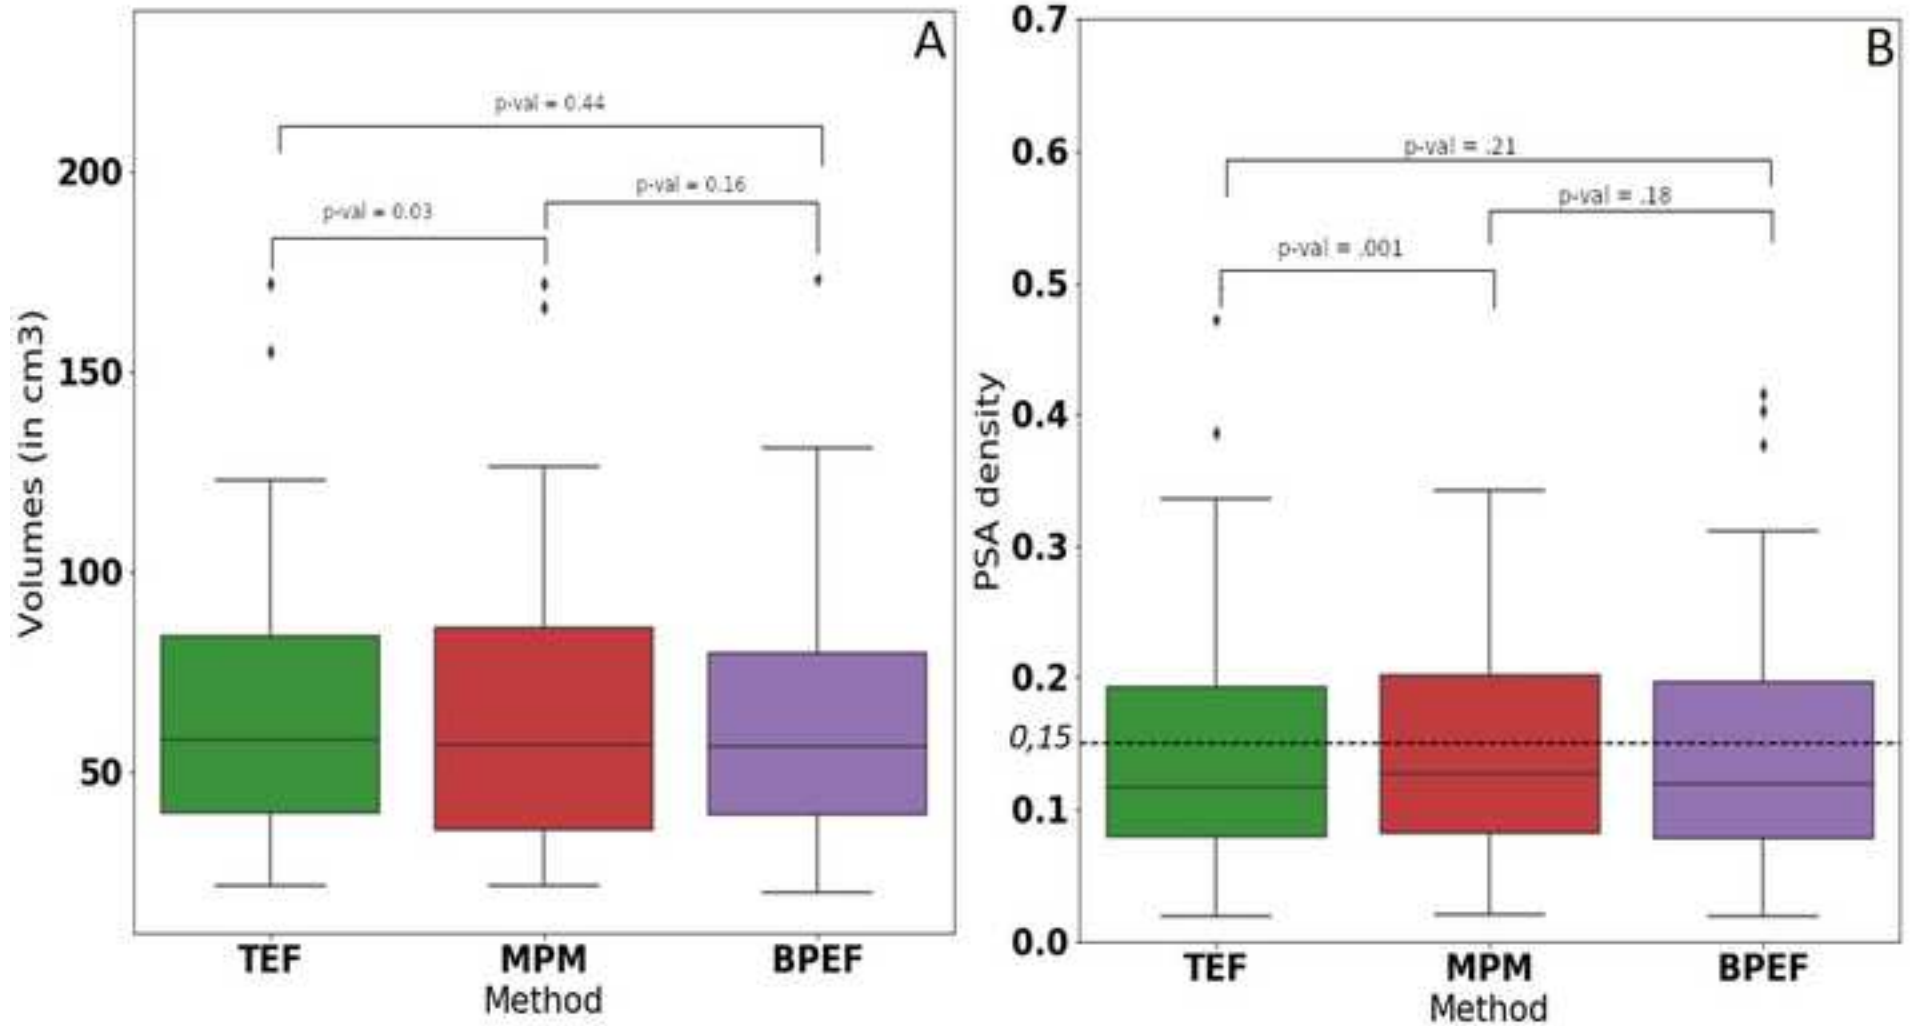 A
p-val = 0.44
p-val = 0.16
p-val = 0.03
Volumes (in cm3)
200
150
100
50
TEF MPM BPEF
Method
B
p-val = .21
p-val = .18
p-val = .001
PSA density
0.7
0.6
0.5
0.4
0.3
0.2
0,15
0.1
0.0
TEF MPM BPEF
Method